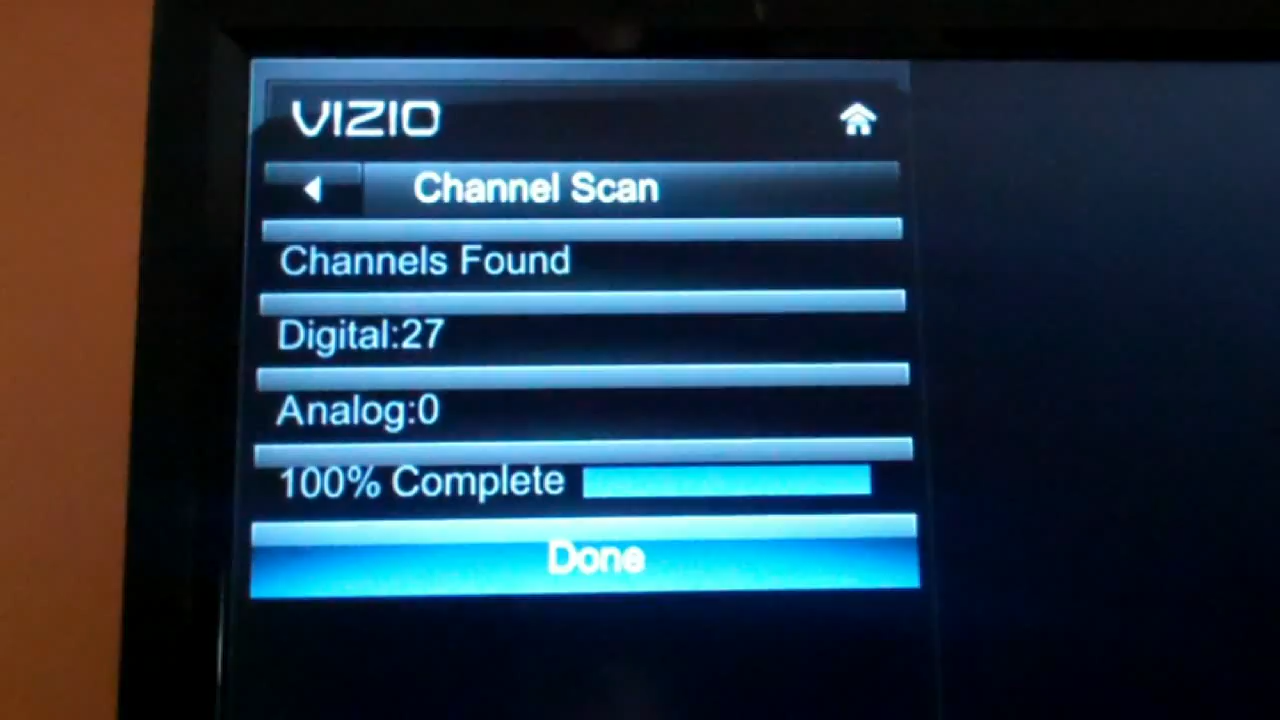 VIZIO
Channel Scan
Channels Found
Digital:27
Analog:0
100% Complete
Done